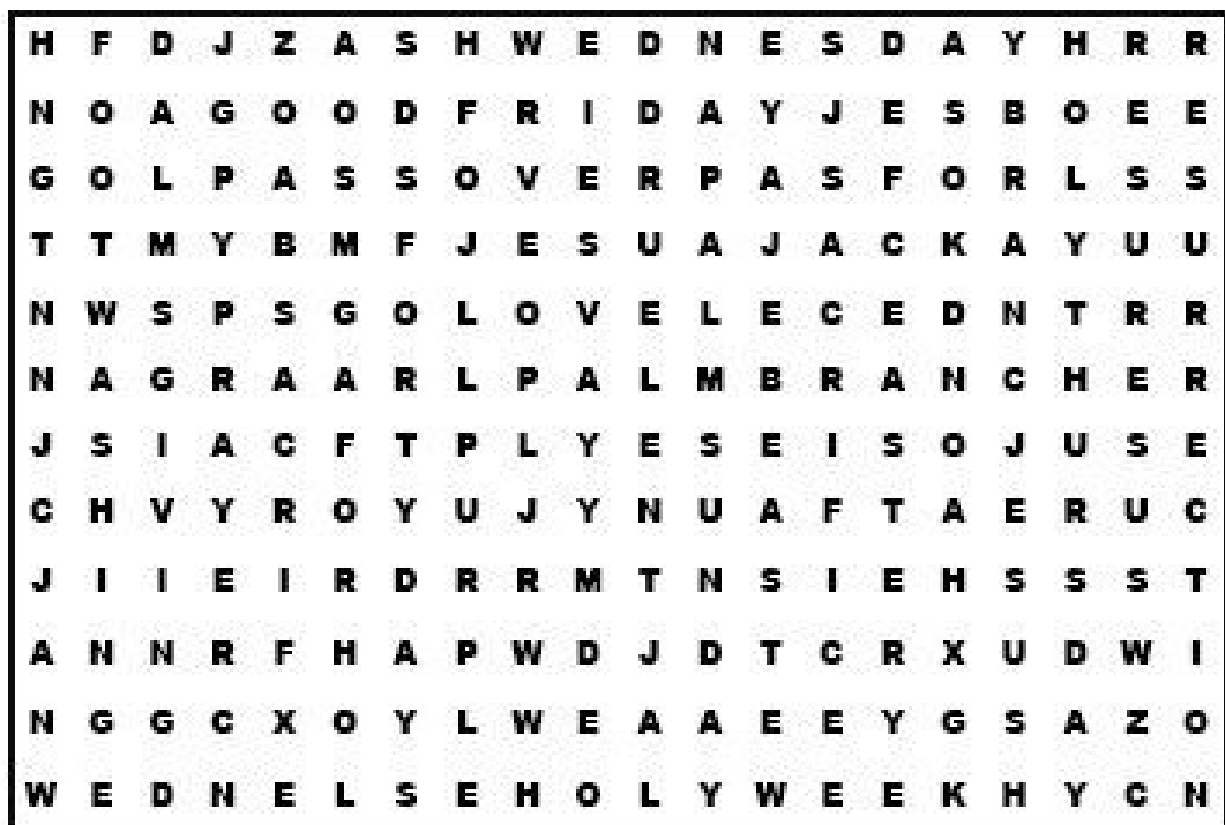 H F D J Z A S H W E D N E S D A Y H R R
N O A G O O D F R I D A Y J E S B O E E
G O L P A S S O V E R P A S F O R L S S
T T M Y B M F J E S U A J A C K A Y U U
N W S P S G O L O V E L E C E D N T R R
N A G R A A R L P A L M B R A N C H E R
J S I A C F T P L Y E S E I S O J U S E
C H V Y R O Y U J Y N U A F T A E R U C
J I I E I R D R R M T N S I E H S S S T
A N N R F H A P W D J D T C R X U D W I
N G G C X O Y L W E A A E E Y G S A Z O
W E D N E L S E H O L Y W E E K H Y C N